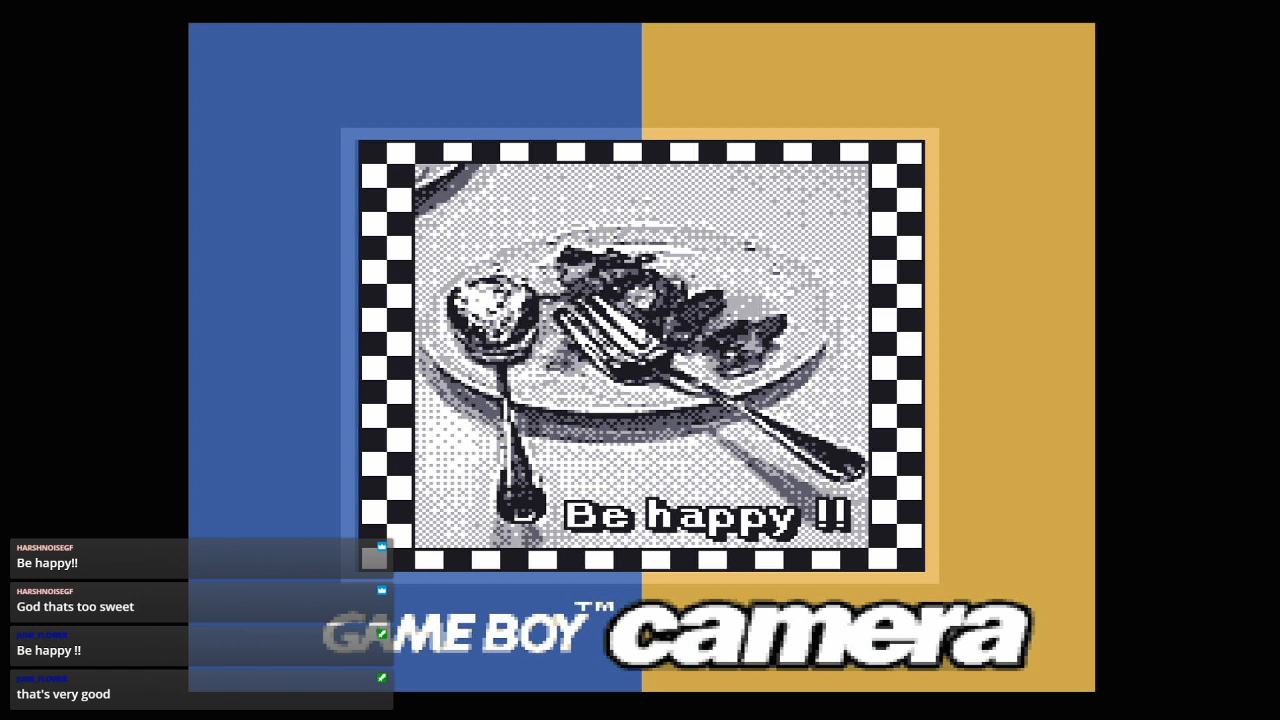 Be happy !!
GAME BOY™ camera
HARSHNOISEGF
Be happy!!
HARSHNOISEGF
God thats too sweet
Be happy !!
that's very good